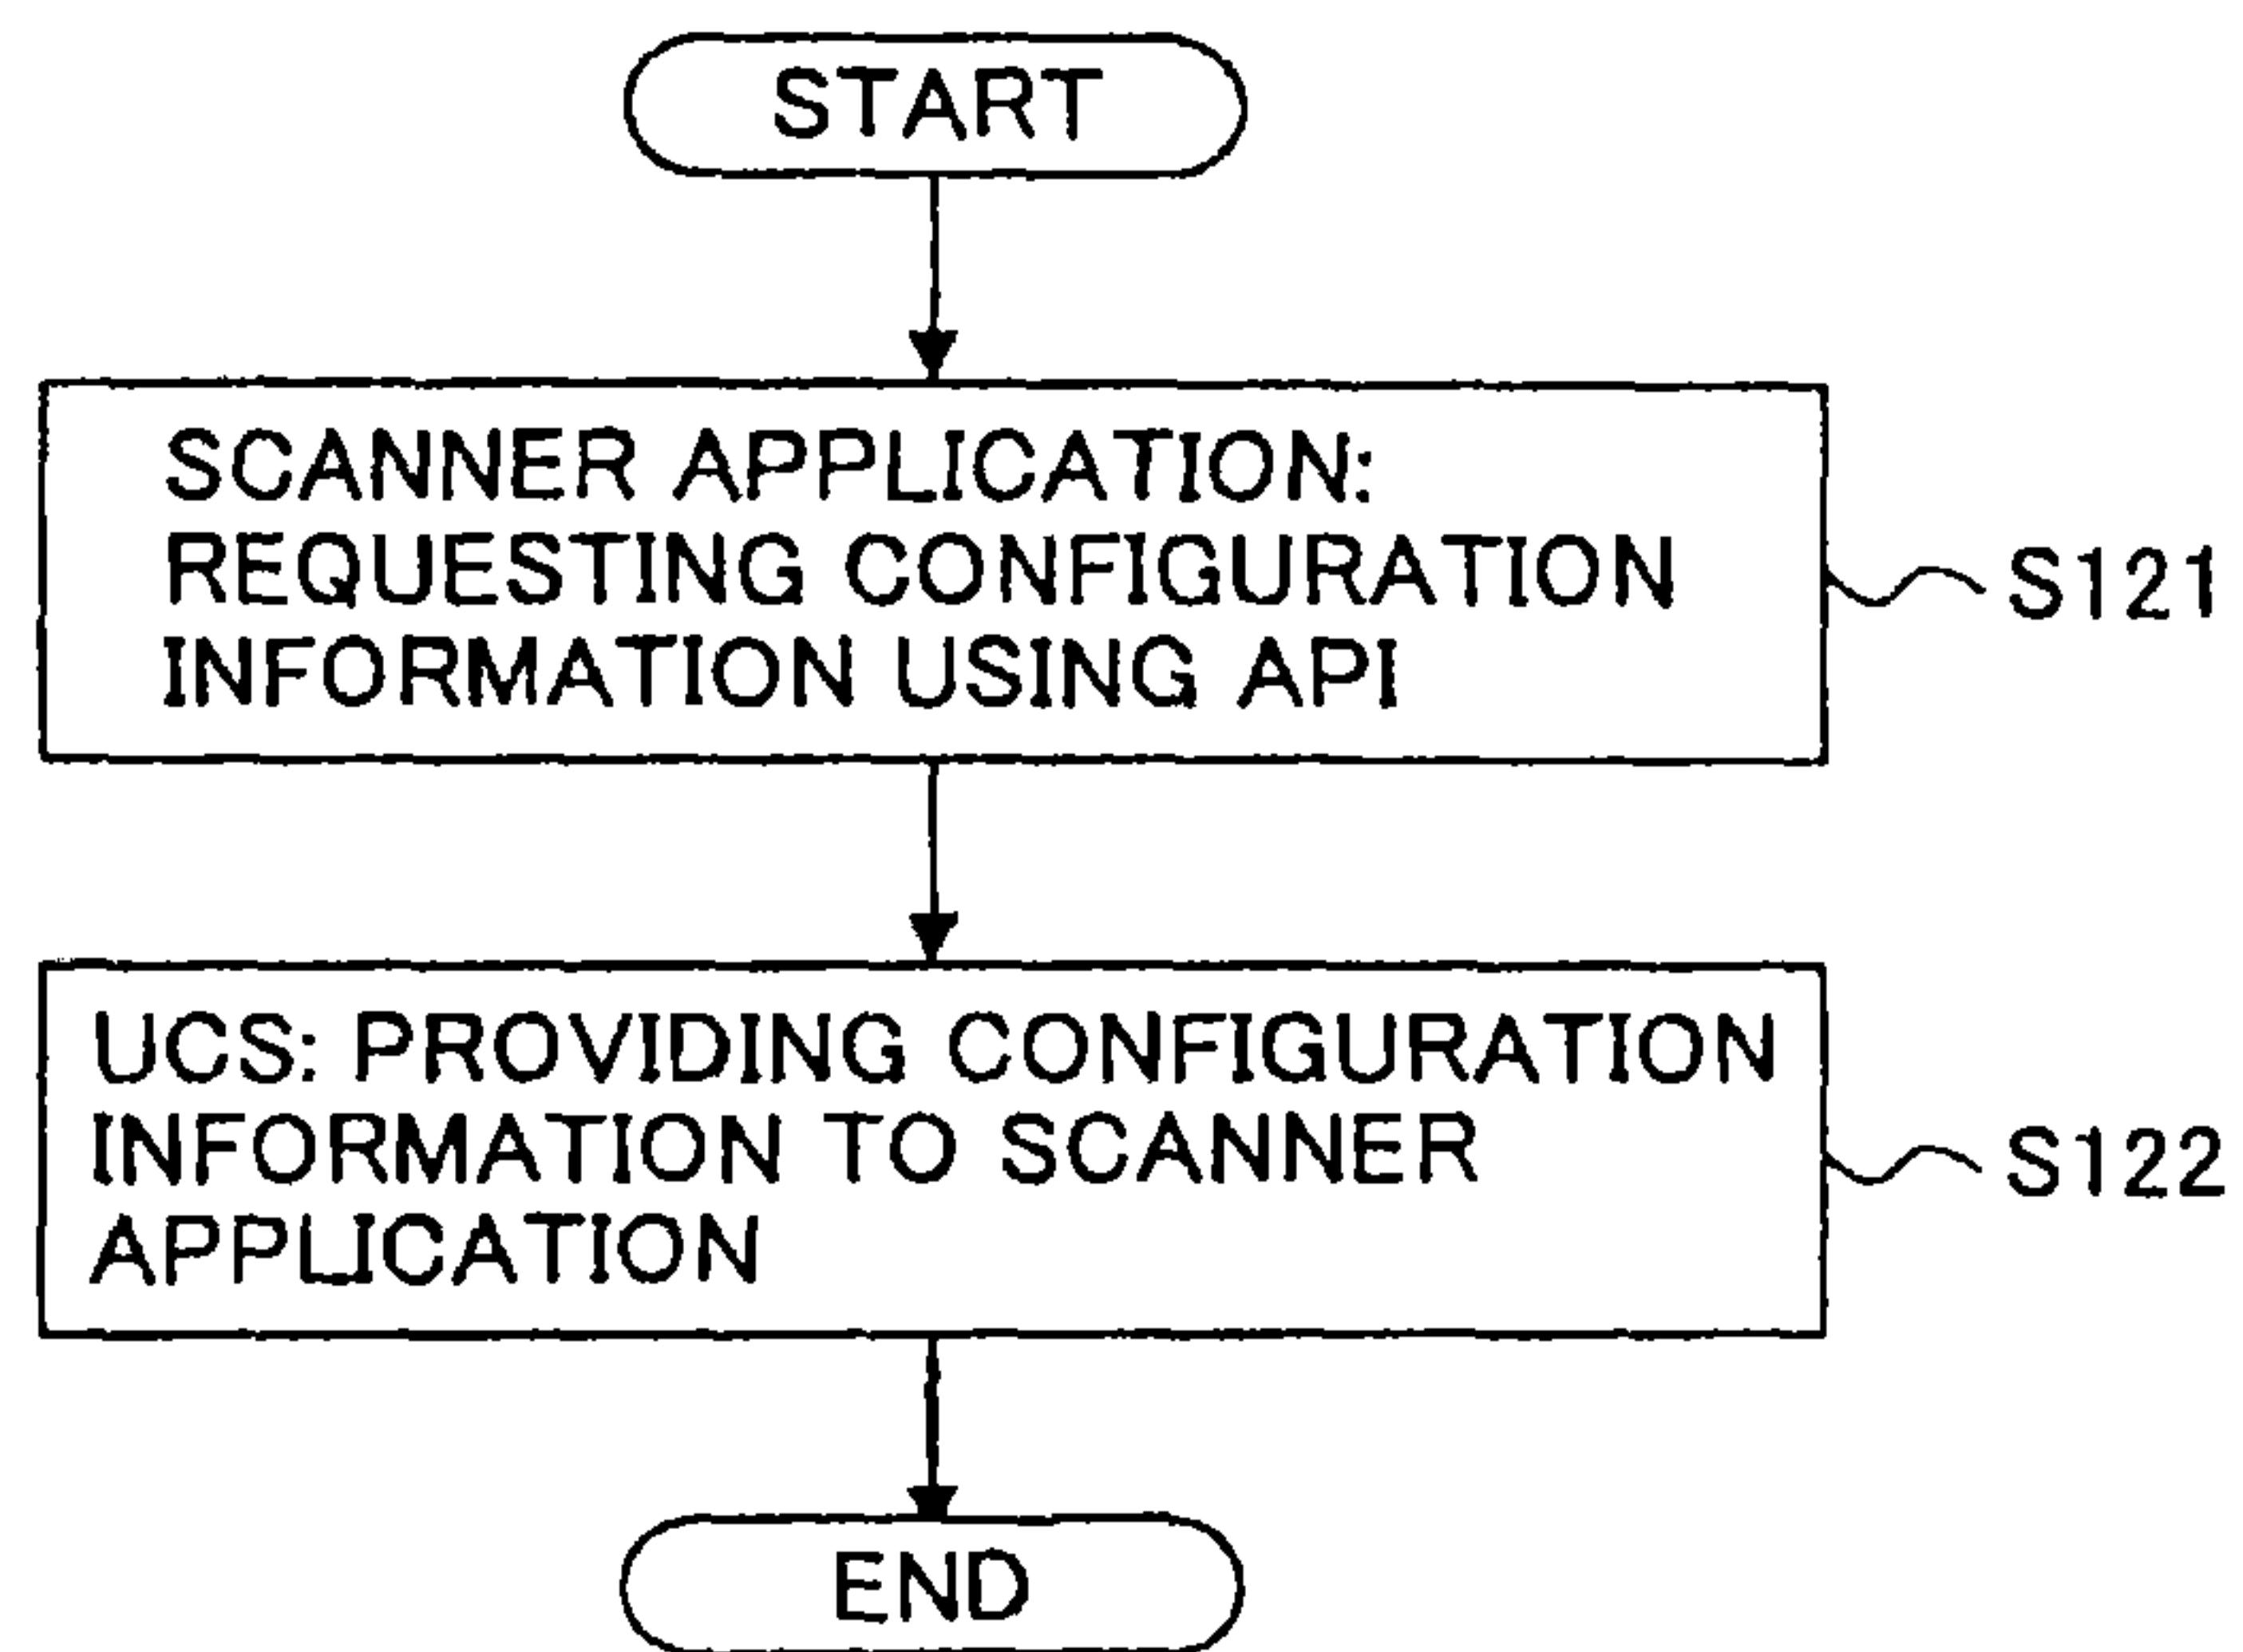 START
SCANNER APPLICATION:
REQUESTING CONFIGURATION
INFORMATION USING API
S121
UCS: PROVIDING CONFIGURATION
INFORMATION TO SCANNER
APPLICATION
S122
END